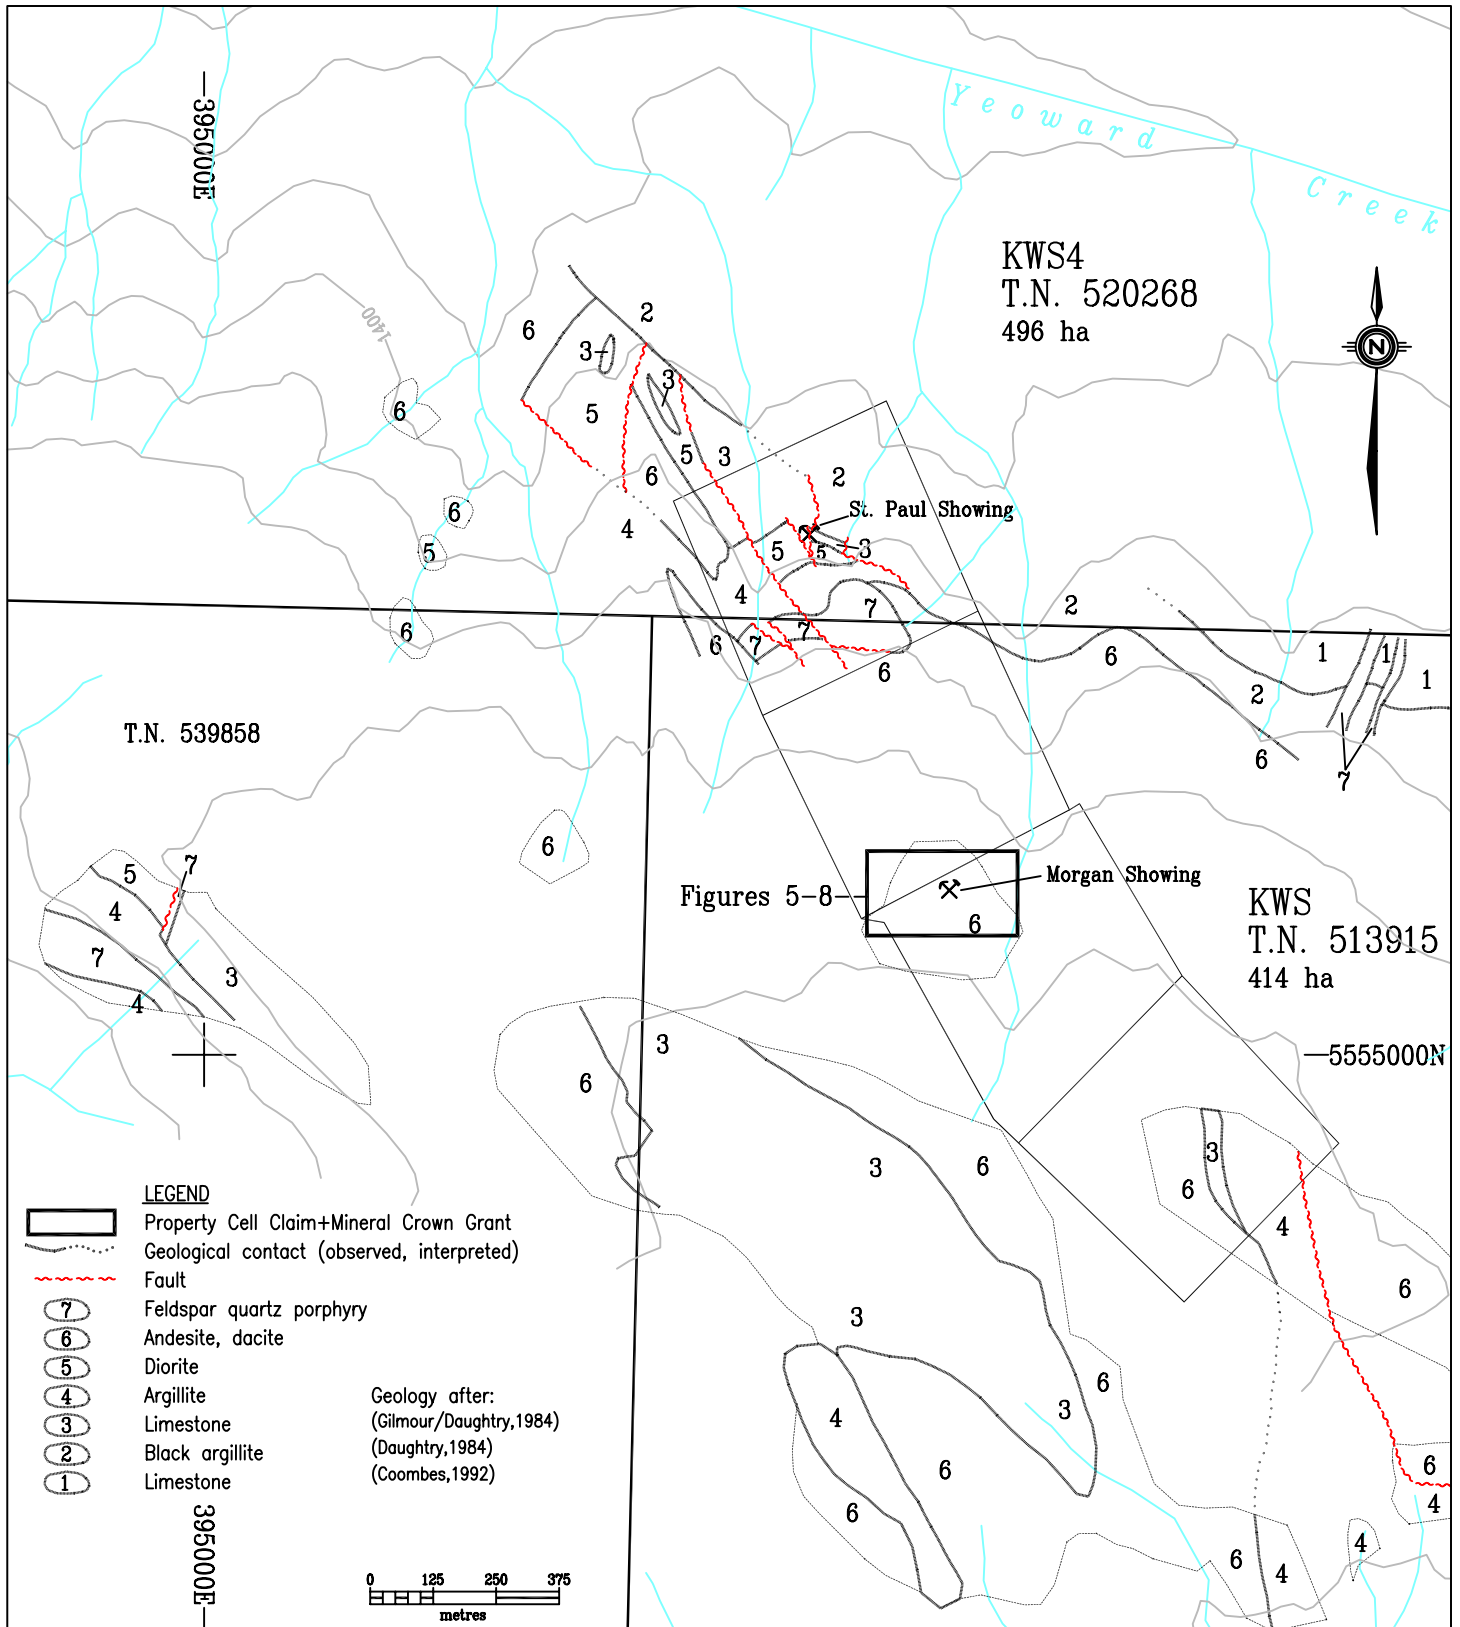 395000E
Yeoward
Creek
KWS4
T.N. 520268
496 ha
N
1400
6
2
3
3
6
5
5
3
6
2
6
4
St. Paul Showing
5
5
3
5
6
4
7
2
6
7
7
6
6
6
1
1
1
2
6
7
T.N. 539858
6
Figures 5-8
Morgan Showing
6
KWS
T.N. 513915
414 ha
5
7
4
7
3
4
5555000N
3
6
3
6
3
6
4
6
3
6
3
4
6
6
6
4
6
4
4
LEGEND
Property Cell Claim+Mineral Crown Grant
Geological contact (observed, interpreted)
Fault
7 Feldspar quartz porphyry
6 Andesite, dacite
5 Diorite
4 Argillite
3 Limestone
2 Black argillite
1 Limestone
Geology after:
(Gilmour/Daughtry,1984)
(Daughtry,1984)
(Coombes,1992)
395000E
0 125 250 375
metres